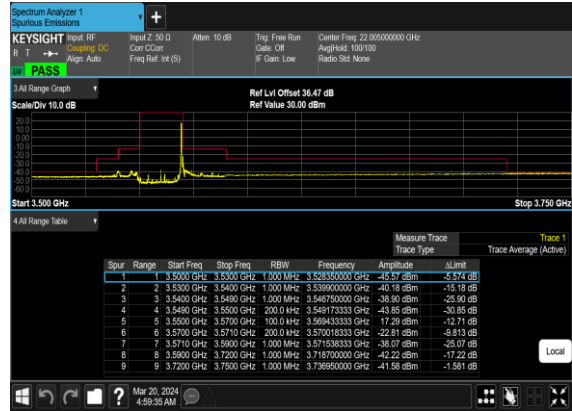 Spectrum Analyzer 1
Spurious Emissions
KEYSIGHT Input: RF Input Z: 50 Ω Atten: 10 dB Trig: Free Run Center Freq: 22.005000000 GHz
R T Coupling: DC Corr CCorr Gate: Off Avg|Hold: 100/100
Align: Auto Freq Ref: Int (S) IF Gain: Low Radio Std: None
PASS
3 All Range Graph Ref Lvl Offset 36.47 dB
Scale/Div 10.0 dB Ref Value 30.00 dBm
20.0
10.0
0.00
-10.0
-20.0
-30.0
-40.0
-50.0
-60.0
Start 3.500 GHz Stop 3.750 GHz
4 All Range Table
Measure Trace Trace 1
Trace Type Trace Average (Active)
Spur Range Start Freq Stop Freq RBW Frequency Amplitude ΔLimit
1 1 3.5000 GHz 3.5300 GHz 1.000 MHz 3.528350000 GHz -45.57 dBm -5.574 dB
2 2 3.5300 GHz 3.5400 GHz 1.000 MHz 3.539900000 GHz -40.18 dBm -15.18 dB
3 3 3.5400 GHz 3.5490 GHz 1.000 MHz 3.546750000 GHz -38.90 dBm -25.90 dB
4 4 3.5490 GHz 3.5500 GHz 200.0 kHz 3.549173333 GHz -43.85 dBm -30.85 dB
5 5 3.5500 GHz 3.5700 GHz 100.0 kHz 3.569433333 GHz 17.29 dBm -12.71 dB
6 6 3.5700 GHz 3.5710 GHz 200.0 kHz 3.570018333 GHz -22.81 dBm -9.813 dB
7 7 3.5710 GHz 3.5900 GHz 1.000 MHz 3.571538333 GHz -38.07 dBm -25.07 dB
8 8 3.5900 GHz 3.7200 GHz 1.000 MHz 3.718700000 GHz -42.22 dBm -17.22 dB
9 9 3.7200 GHz 3.7500 GHz 1.000 MHz 3.736950000 GHz -41.58 dBm -1.581 dB
Local
Mar 20, 2024
4:59:35 AM